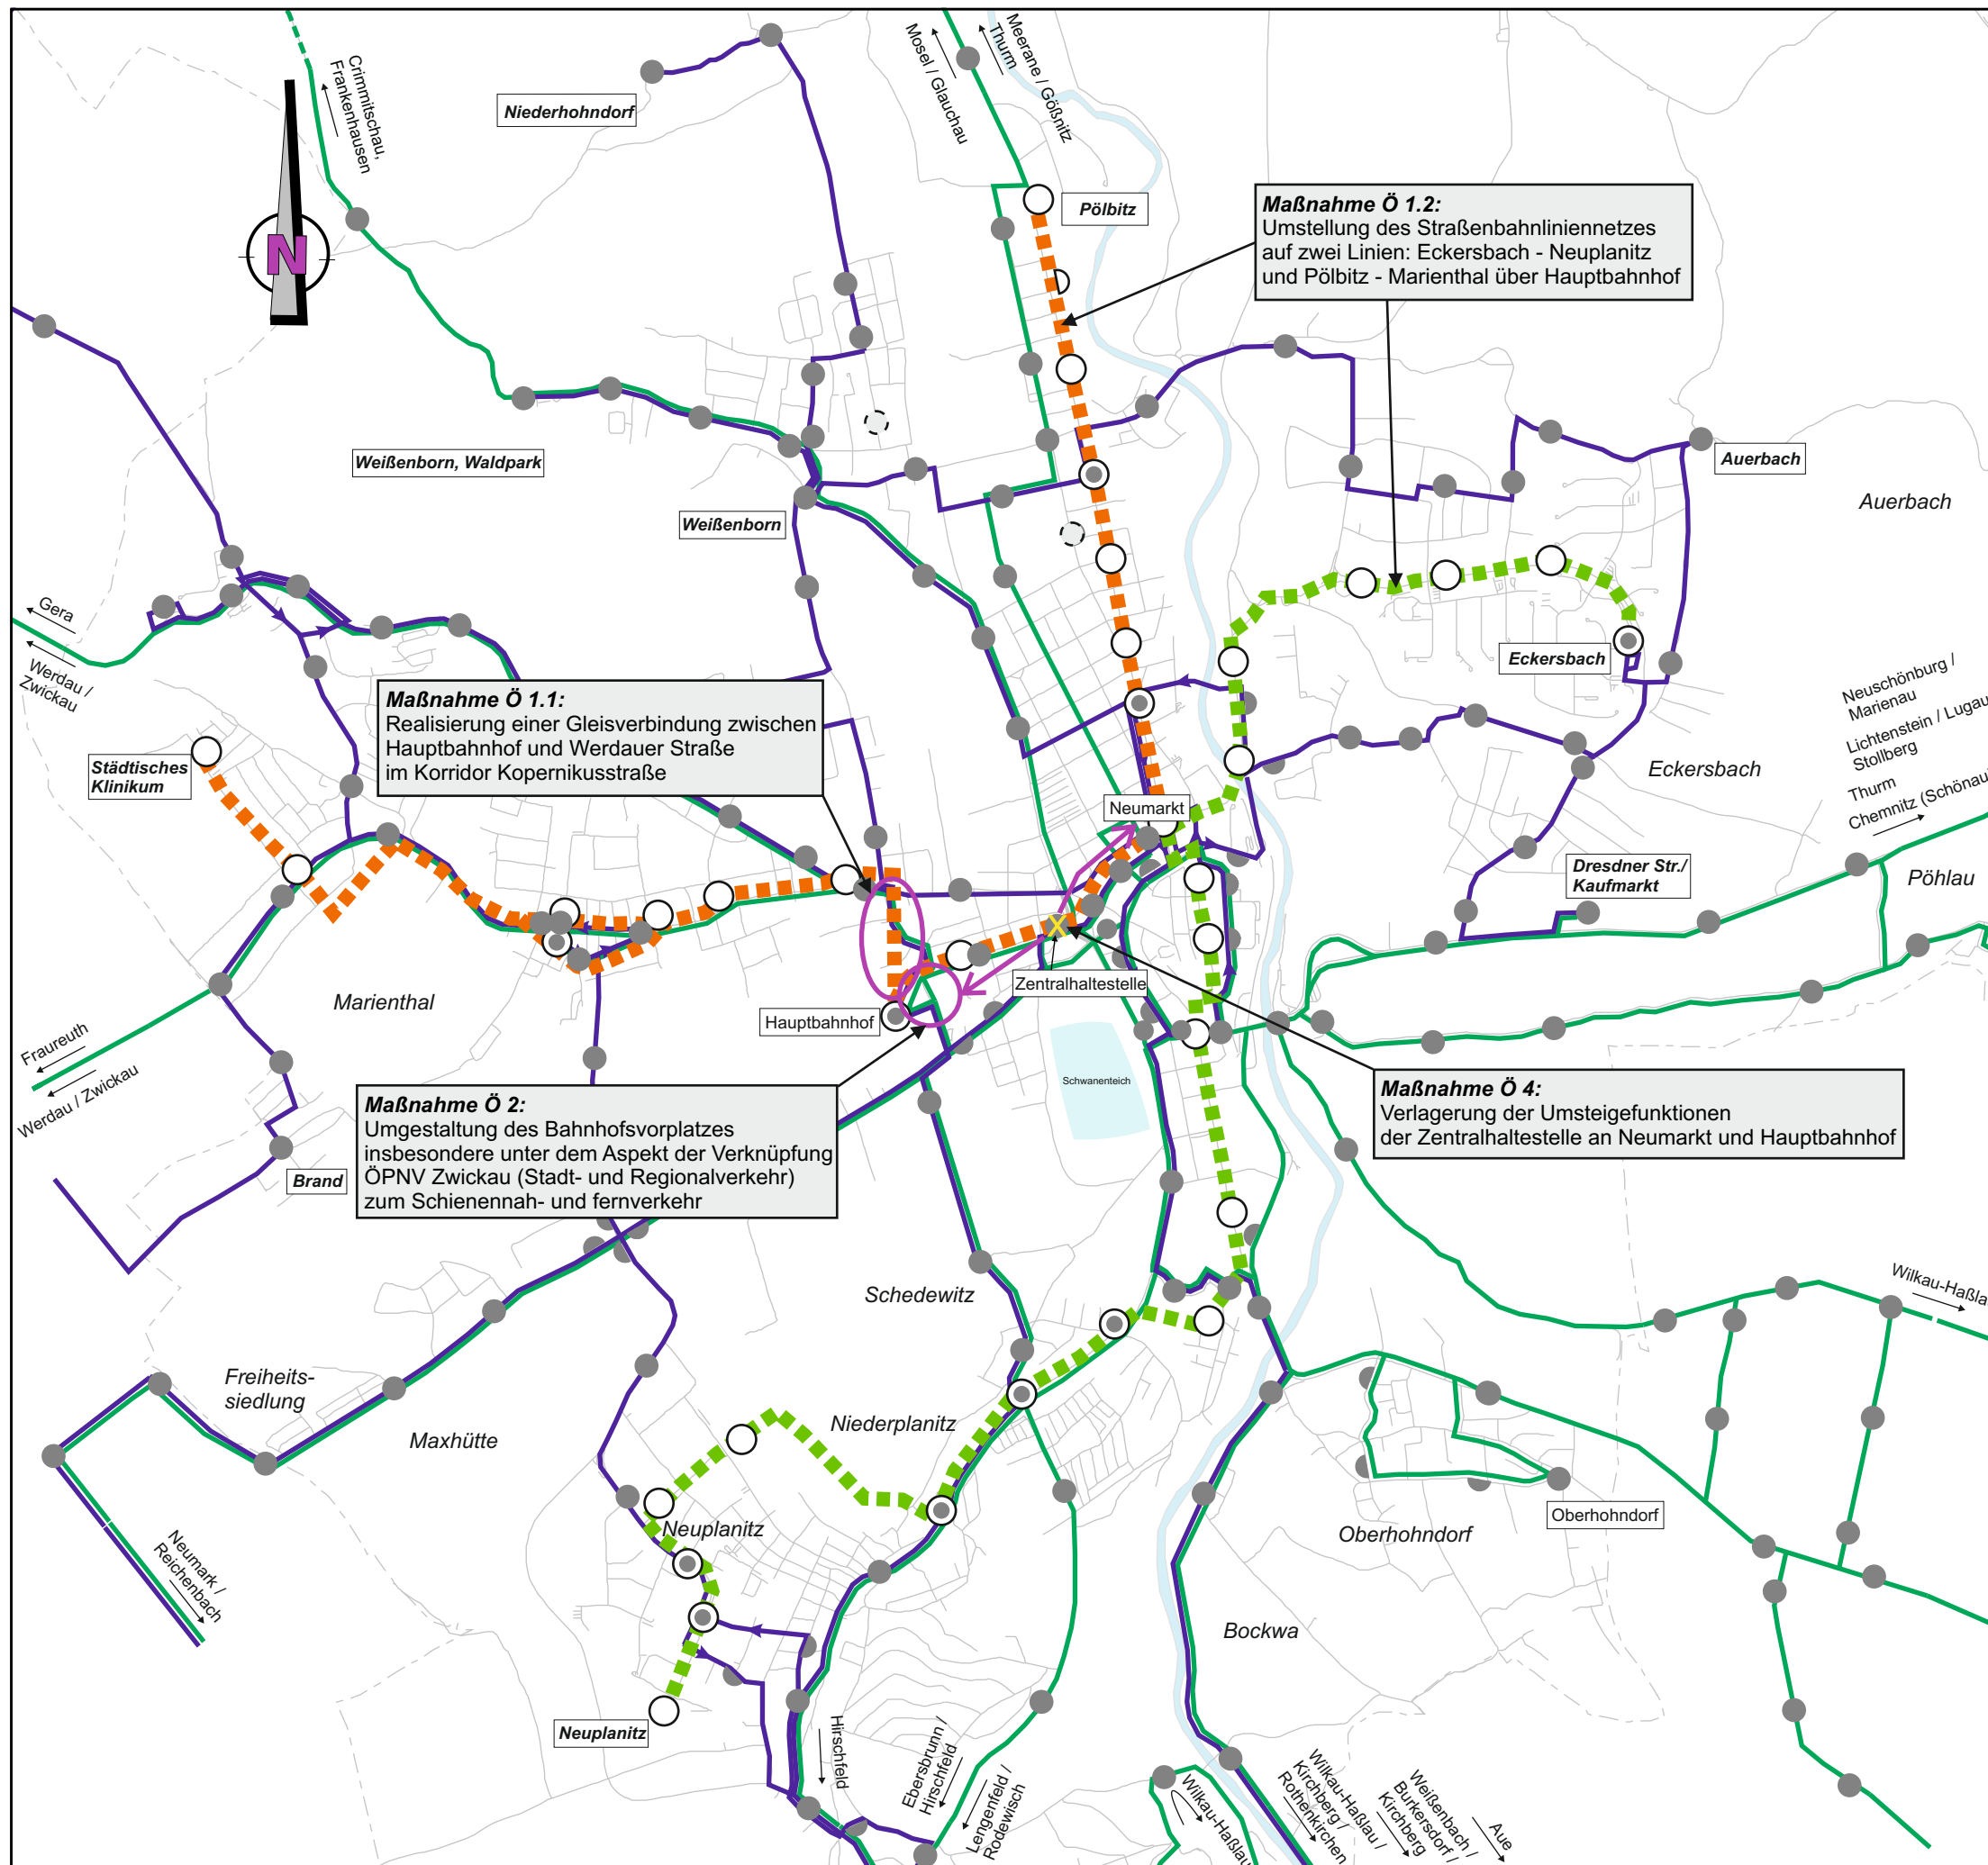 Crimmitschau,
Frankenhausen
N
Niederhohndorf
Mosel / Glauchau
Thurm
Meerane / Gößnitz
Pölbitz
Maßnahme Ö 1.2:
Umstellung des Straßenbahnliniennetzes
auf zwei Linien: Eckersbach - Neuplanitz
und Pölbitz - Marienthal über Hauptbahnhof
Weißenborn, Waldpark
Weißenborn
Auerbach
Auerbach
Gera
Werdau /
Zwickau
Eckersbach
Neuschönburg /
Marienau
Lichtenstein / Lugau
Stollberg
Thurm
Chemnitz (Schönau
Maßnahme Ö 1.1:
Realisierung einer Gleisverbindung zwischen
Hauptbahnhof und Werdauer Straße
im Korridor Kopernikusstraße
Städtisches
Klinikum
Eckersbach
Neumarkt
Dresdner Str./
Kaufmarkt
Pöhlau
Marienthal
Zentralhaltestelle
Hauptbahnhof
Fraureuth
Werdau / Zwickau
Schwanenteich
Maßnahme Ö 4:
Verlagerung der Umsteigefunktionen
der Zentralhaltestelle an Neumarkt und Hauptbahnhof
Maßnahme Ö 2:
Umgestaltung des Bahnhofsvorplatzes
insbesondere unter dem Aspekt der Verknüpfung
ÖPNV Zwickau (Stadt- und Regionalverkehr)
zum Schienennah- und fernverkehr
Brand
Schedewitz
Wilkau-Haßla
Freiheits-
siedlung
Maxhütte
Niederplanitz
Neuplanitz
Oberhohndorf
Oberhohndorf
Neumark /
Reichenbach
Bockwa
Neuplanitz
Hirschfeld
Ebersbrunn /
Hirschfeld
Lengenfeld /
Rodewisch
Wilkau-Haßlau
Wilkau-Haßlau /
Kirchberg /
Rothenkirchen
Weißenbach /
Burkersdorf /
Kirchberg
Aue